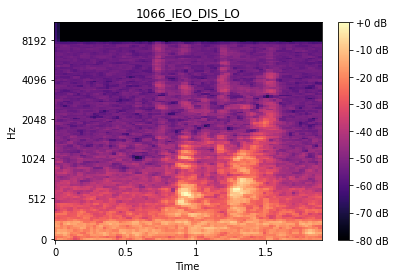 1066_IEO_DIS_LO
8192
4096
2048
1024
512
0
Hz
0
0.5
1
1.5
Time
+0 dB
-10 dB
-20 dB
-30 dB
-40 dB
-50 dB
-60 dB
-70 dB
-80 dB